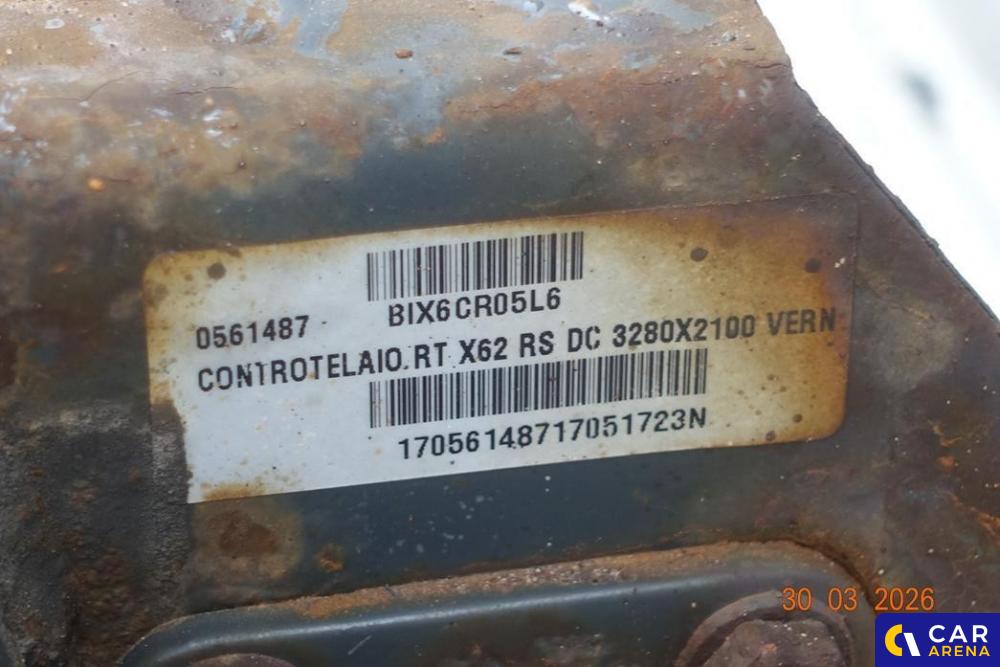 BIX6CR05L6
0561487
CONTROTELAIO.RT X62 RS DC 3280X2100 VERN
17056148717051723N
30 03 2026
CAR
ARENA